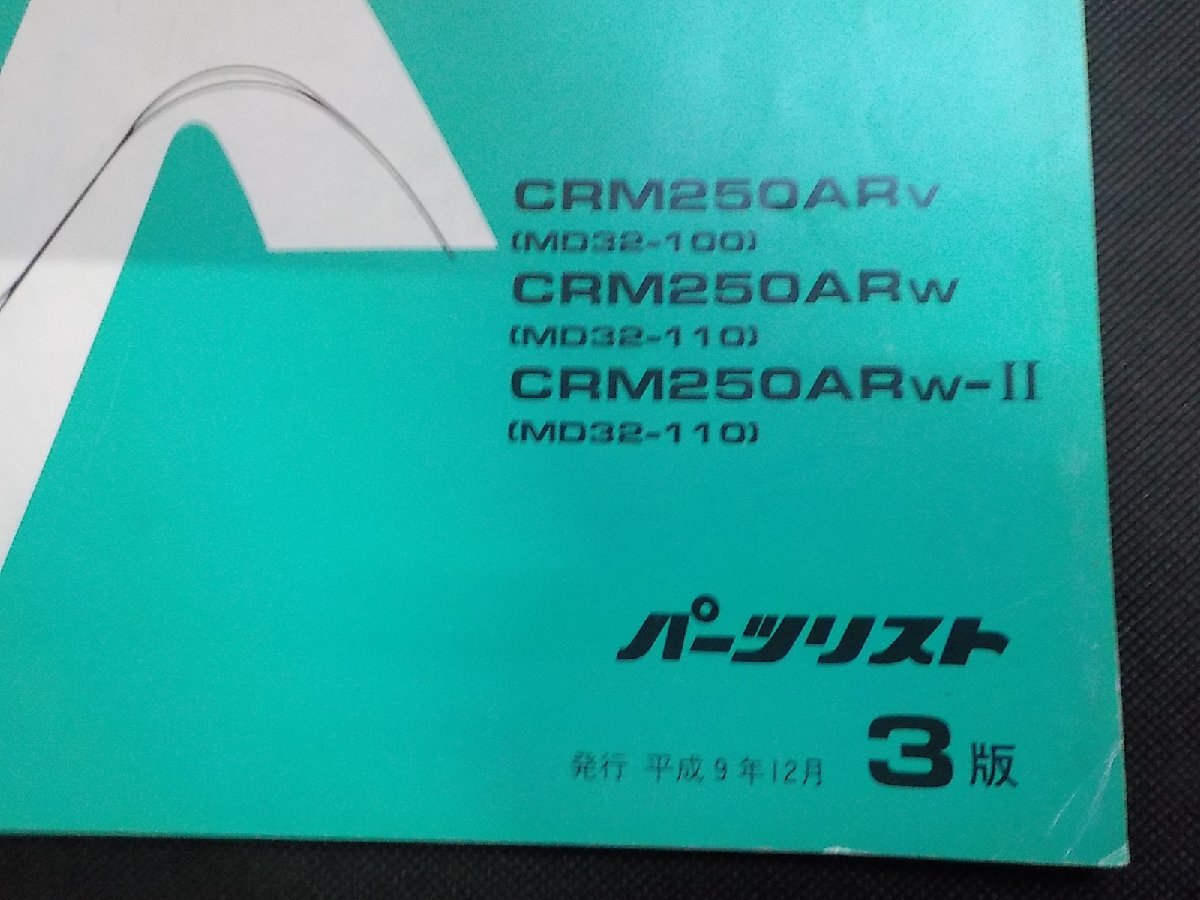 CRM250ARV
(MD32-100)
CRM250ARW
(MD32-110)
CRM250ARW-II
(MD32-110)
パーツリスト
発行 平成9年12月 3版